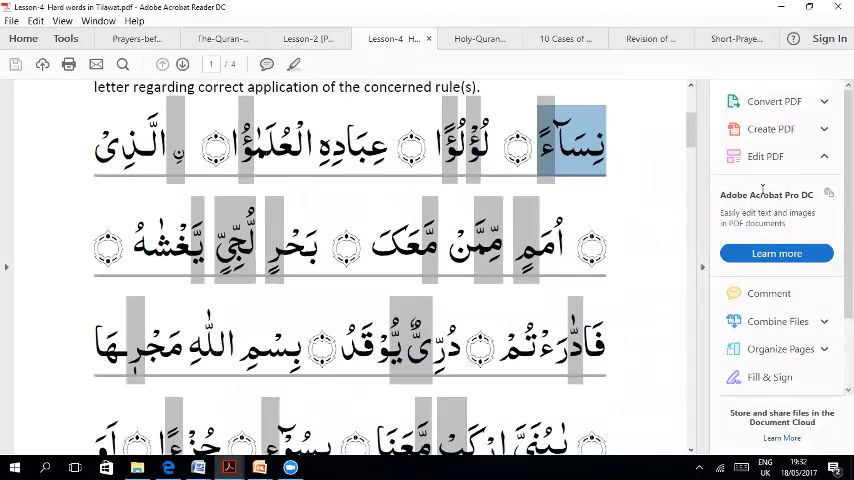 Lesson-4 Hard words in Tilawat.pdf - Adobe Acrobat Reader DC
File Edit View Window Help
Home Tools Prayers-bef... The-Quran-... Lesson-2 [P... Lesson-4 H... × Holy-Quran... 10 Cases of ... Revision of ... Short-Praye... Sign In
1 / 4
letter regarding correct application of the concerned rule(s).
نِسَآءً ۝ لُؤْلُؤًا ۝ عِبَادِهِ الْعُلَمٰٓؤُا ۝ نِ الَّذِیْ
۝ اُمَمٍ مِّمَّنْ مَّعَكَ ۝ بَحْرٍ لُّجِّیٍّ یَّغْشٰىهُ ۝
فَادّٰرَءْتُمْ ۝ دُرِّیٌّ یُّوْقَدُ ۝ بِسْمِ اللّٰهِ مَجْرٖىهَا
یٰبُنَیَّ ارْكَبْ مَّعَنَا ۝ بِسُوْٓءٍ ۝ جُزْءًا ۝ اَوَ
Convert PDF
Create PDF
Edit PDF
Adobe Acrobat Pro DC
Easily edit text and images
in PDF documents
Learn more
Comment
Combine Files
Organize Pages
Fill & Sign
Store and share files in the
Document Cloud
Learn More
ENG
UK
19:32
18/05/2017
2